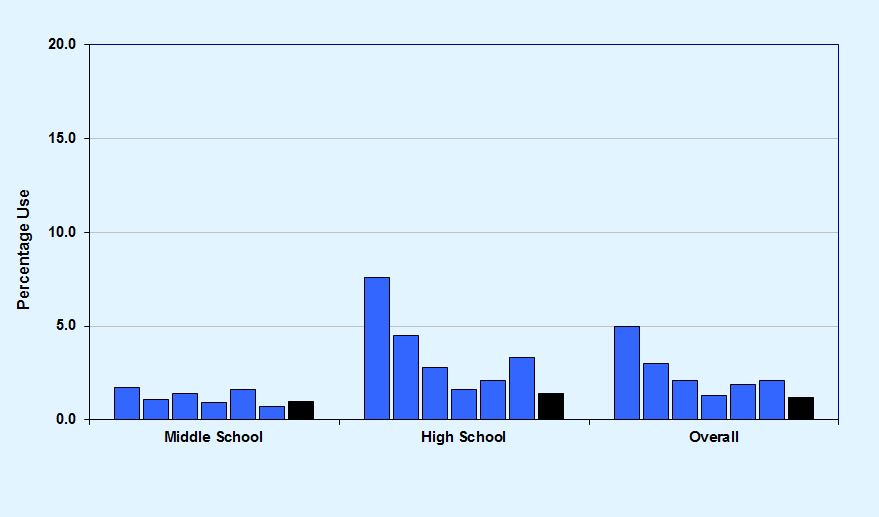 20.0
15.0
10.0
5.0
0.0
Percentage Use
Middle School
High School
Overall